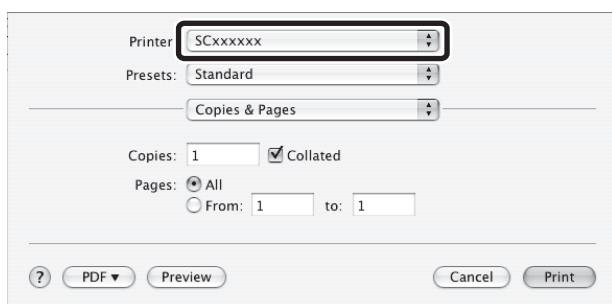 Printer SCxxxxxx
Presets: Standard
Copies & Pages
Copies: 1 Collated
Pages: All
From: 1 to: 1
? PDF ▼ Preview Cancel Print